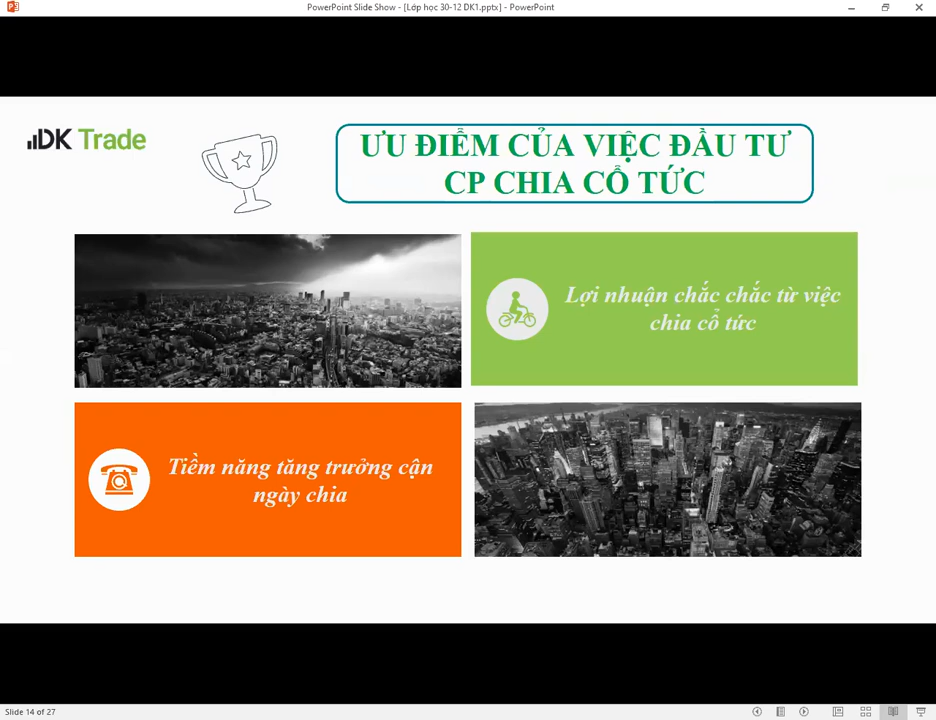 PowerPoint Slide Show - [Lớp học 30-12 DK1.pptx] - PowerPoint
DK Trade
ƯU ĐIỂM CỦA VIỆC ĐẦU TƯ
CP CHIA CỔ TỨC
Lợi nhuận chắc chắc từ việc
chia cổ tức
Tiềm năng tăng trưởng cận
ngày chia
Slide 14 of 27